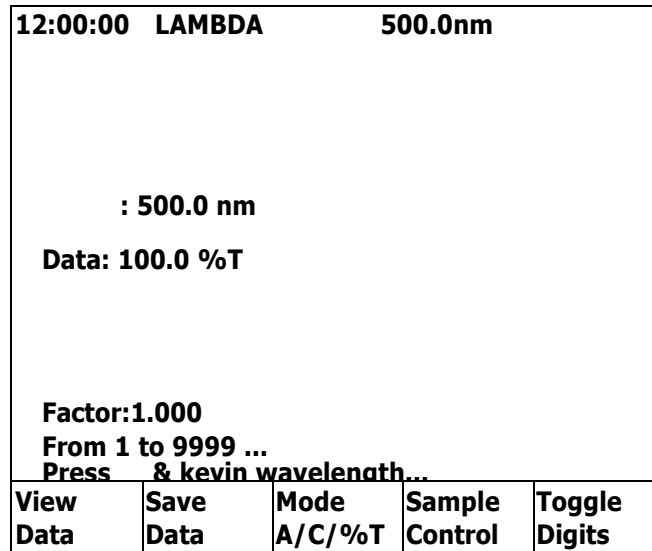 12:00:00 LAMBDA 500.0nm
: 500.0 nm
Data: 100.0 %T
Factor:1.000
From 1 to 9999 ...
Press & keyin wavelength...
View Save Mode Sample Toggle
Data Data A/C/%T Control Digits